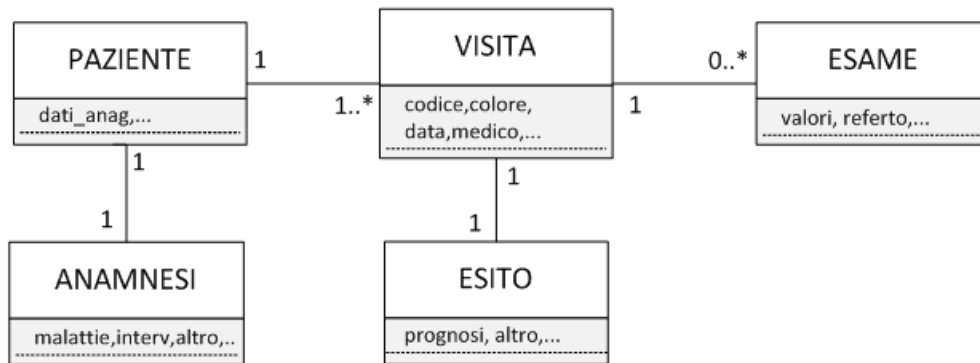 PAZIENTE
dati_anag,...
1
1..*
VISITA
codice,colore,
data,medico,...
0..*
1
ESAME
valori, referto,...
1
1
ANAMNESI
malattie,interv,altro,..
1
1
ESITO
prognosi, altro,...